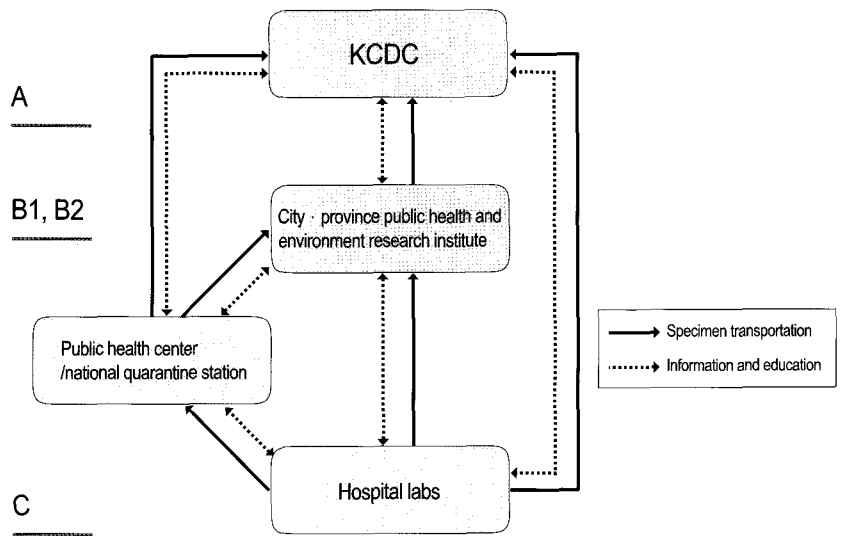 KCDC
A
B1, B2
City · province public health and
environment research institute
Public health center
/national quarantine station
Specimen transportation
Information and education
Hospital labs
C